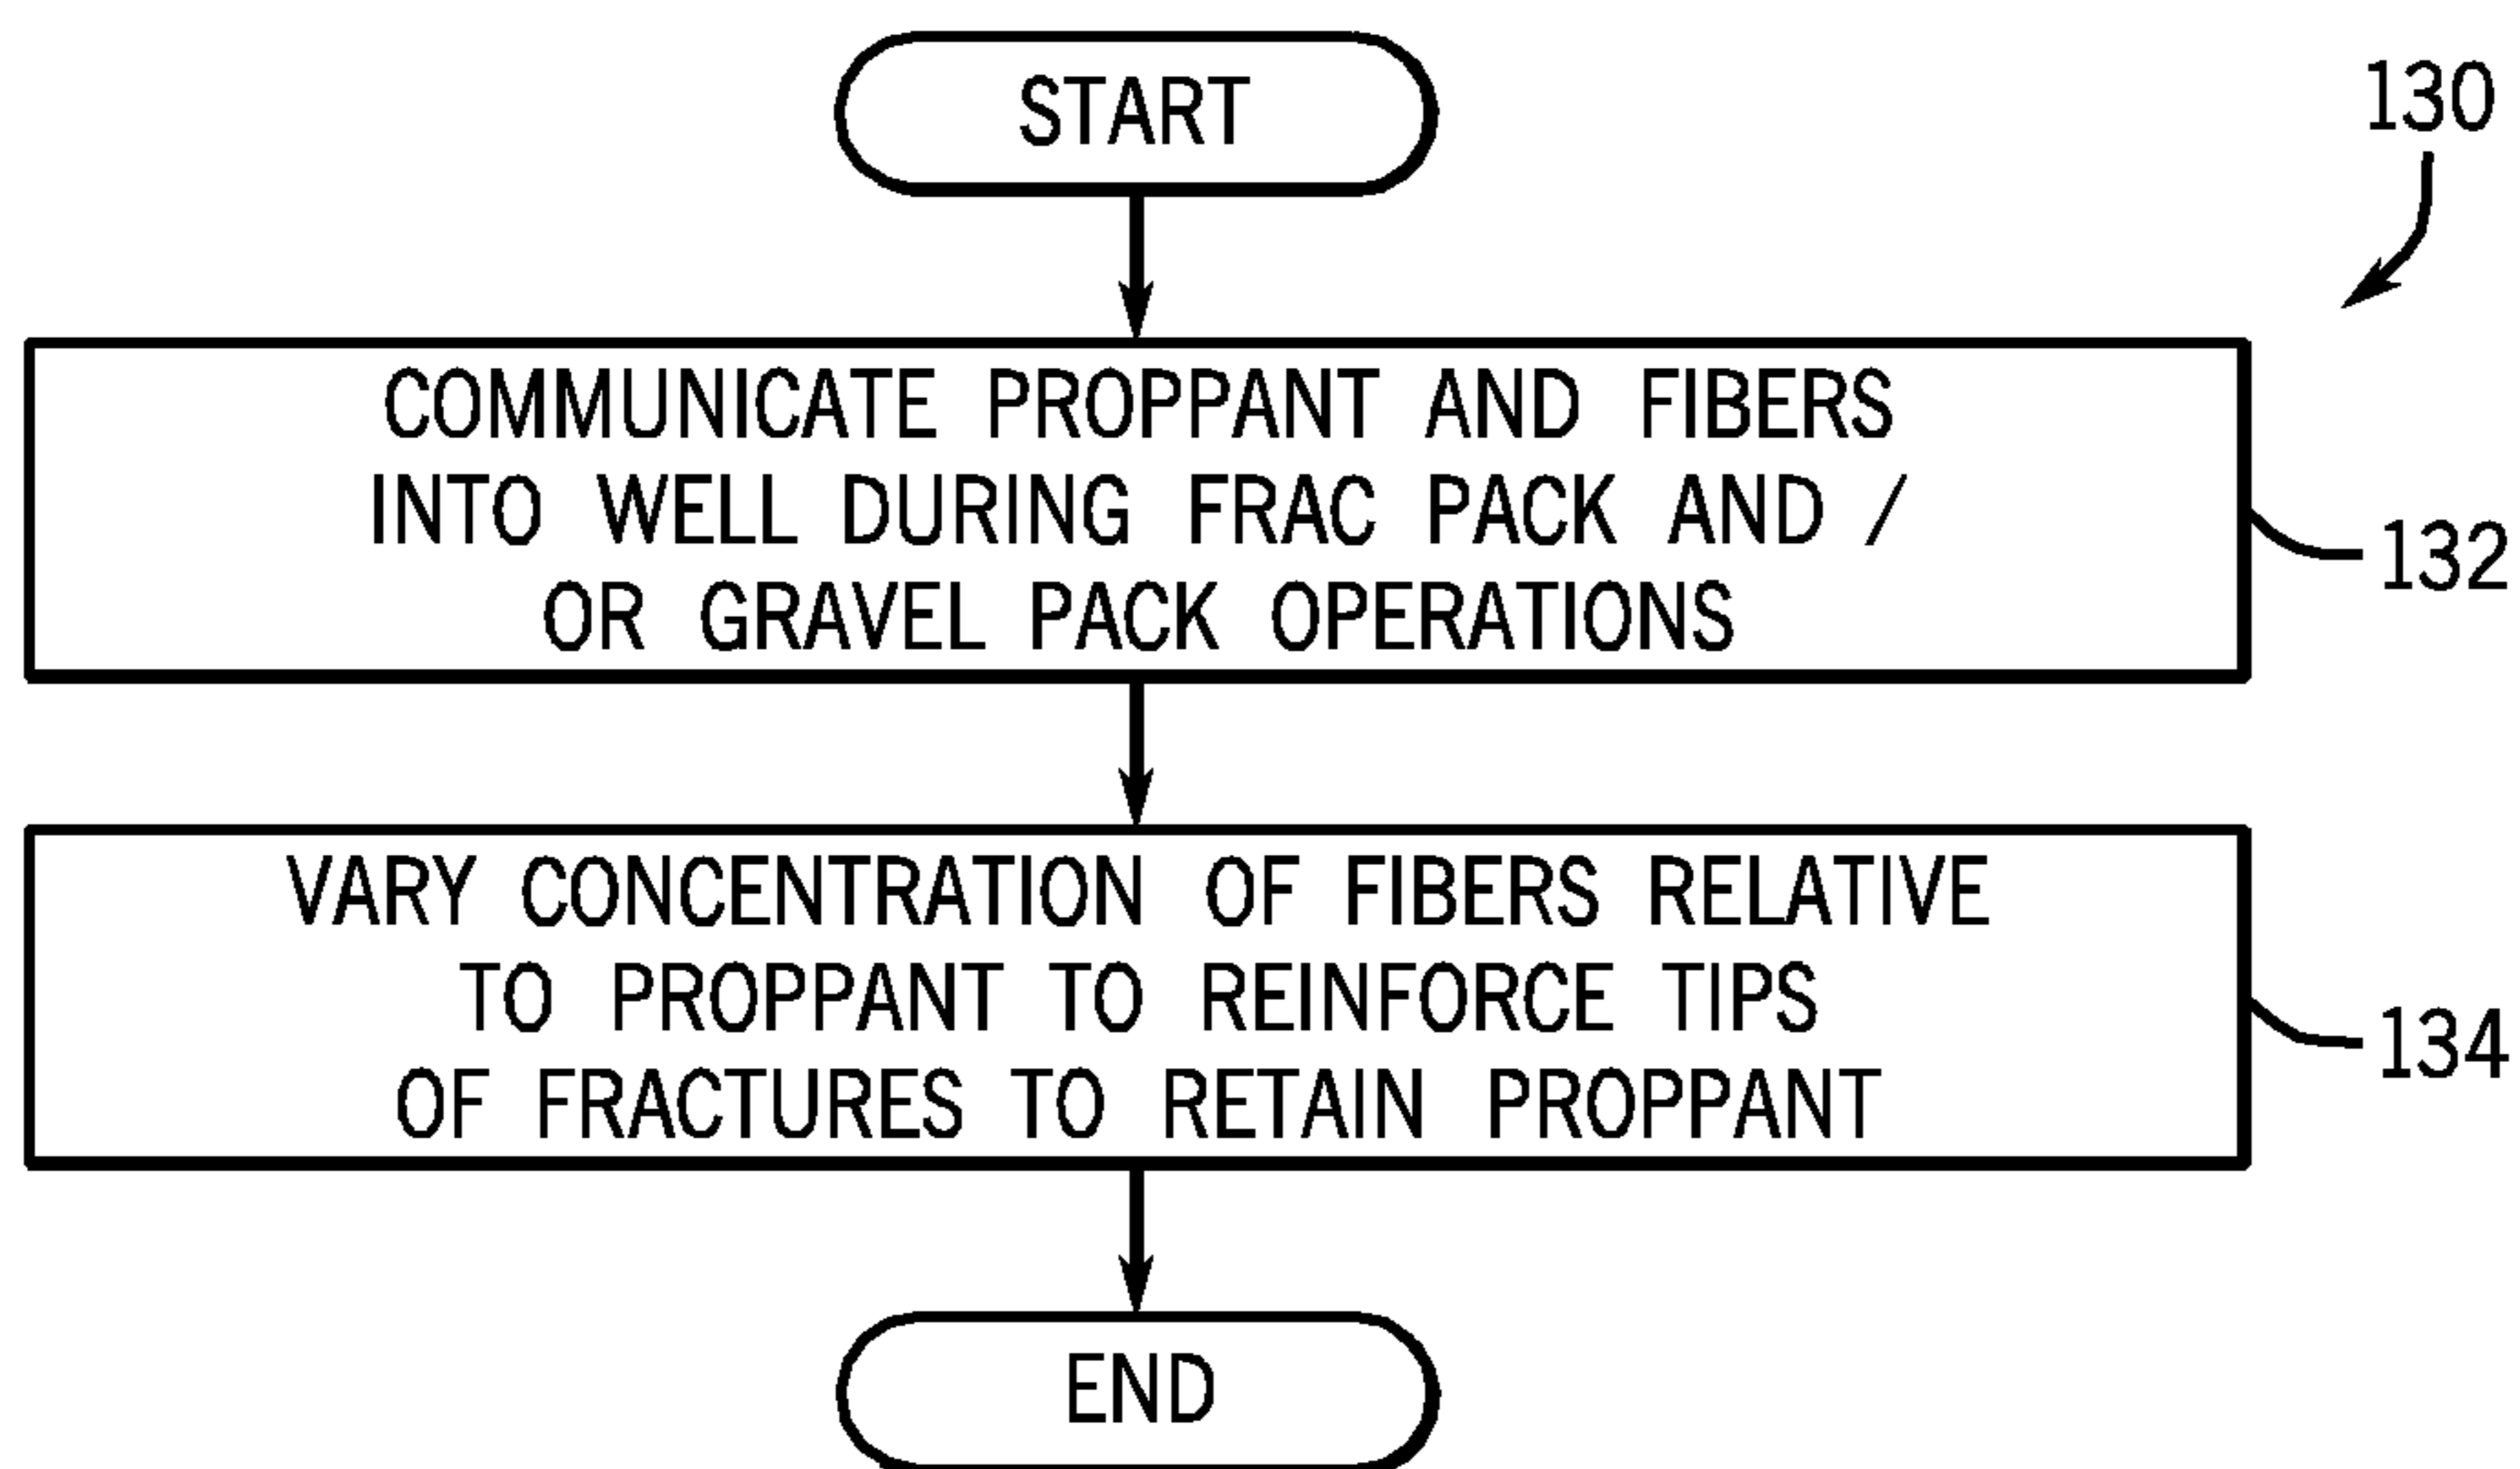 START
130
COMMUNICATE PROPPANT AND FIBERS
INTO WELL DURING FRAC PACK AND /
OR GRAVEL PACK OPERATIONS
132
VARY CONCENTRATION OF FIBERS RELATIVE
TO PROPPANT TO REINFORCE TIPS
OF FRACTURES TO RETAIN PROPPANT
134
END